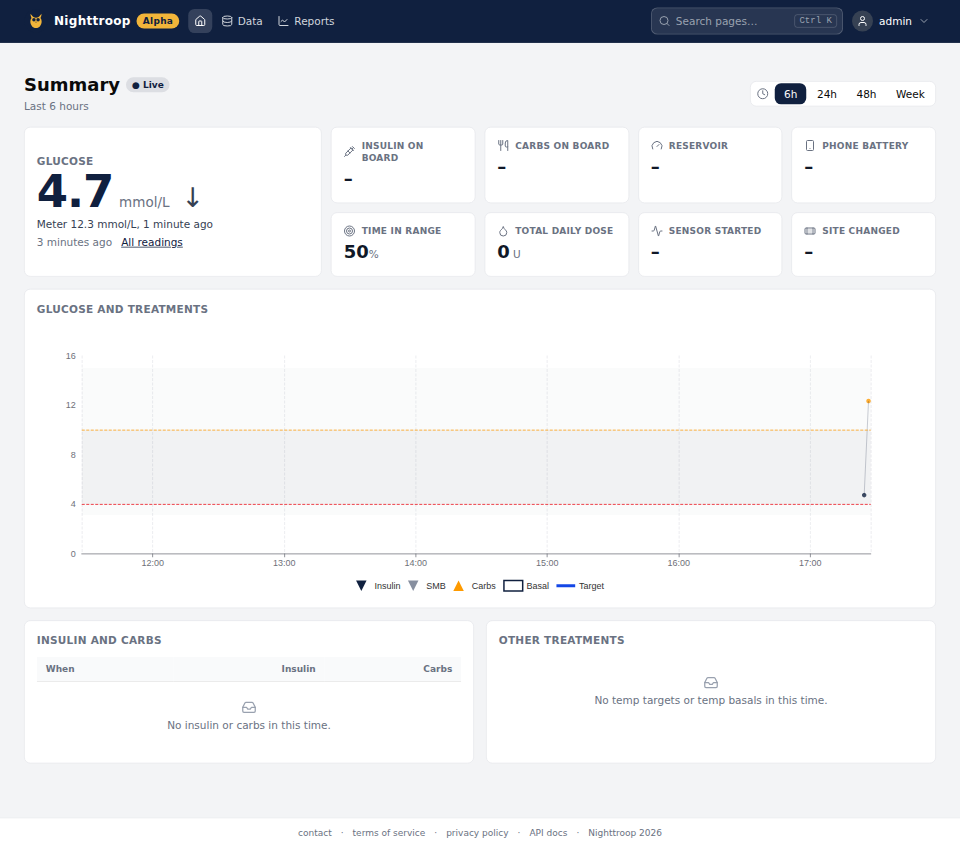 Nighttroop Alpha Data Reports Search pages... Ctrl K admin
Summary ● Live
Last 6 hours
6h 24h 48h Week
GLUCOSE
4.7 mmol/L ↓
Meter 12.3 mmol/L, 1 minute ago
3 minutes ago All readings
INSULIN ON
BOARD
–
CARBS ON BOARD
–
RESERVOIR
–
PHONE BATTERY
–
TIME IN RANGE
50%
TOTAL DAILY DOSE
0 U
SENSOR STARTED
–
SITE CHANGED
–
GLUCOSE AND TREATMENTS
16
12
8
4
0
12:00 13:00 14:00 15:00 16:00 17:00
Insulin SMB Carbs Basal Target
INSULIN AND CARBS
When Insulin Carbs
No insulin or carbs in this time.
OTHER TREATMENTS
No temp targets or temp basals in this time.
contact · terms of service · privacy policy · API docs · Nighttroop 2026